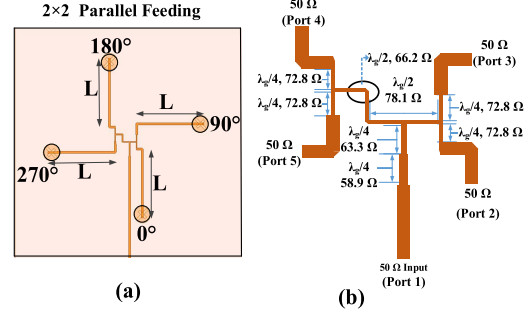 2×2 Parallel Feeding
180°
L
L
90°
270°
L
L
0°
(a)
50 Ω
(Port 4)
λg/2, 66.2 Ω
50 Ω
(Port 3)
λg/4, 72.8 Ω
λg/2
78.1 Ω
λg/4, 72.8 Ω
λg/4, 72.8 Ω
λg/4
63.3 Ω
λg/4, 72.8 Ω
50 Ω
(Port 5)
λg/4
58.9 Ω
50 Ω
(Port 2)
50 Ω Input
(Port 1)
(b)